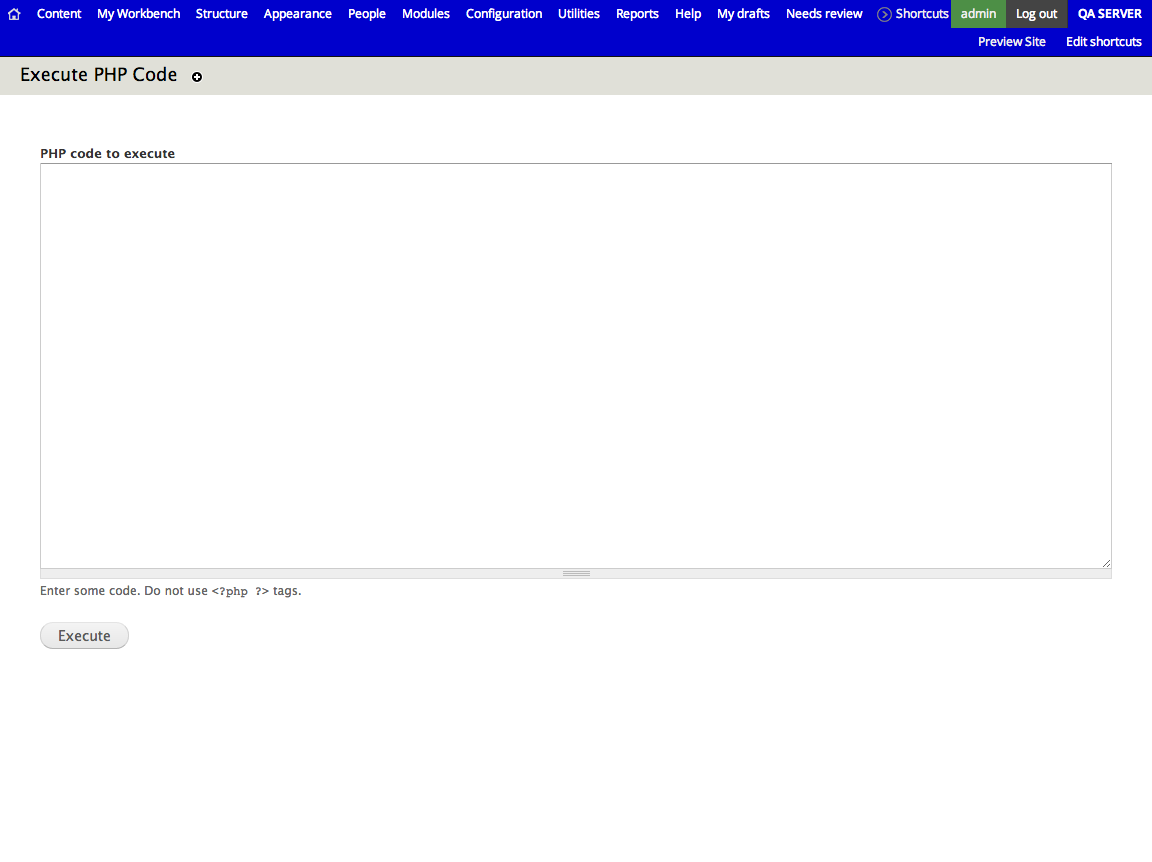 Content My Workbench Structure Appearance People Modules Configuration Utilities Reports Help My drafts Needs review Shortcuts admin Log out QA SERVER
Preview Site Edit shortcuts
Execute PHP Code
PHP code to execute
Enter some code. Do not use <?php ?> tags.
Execute